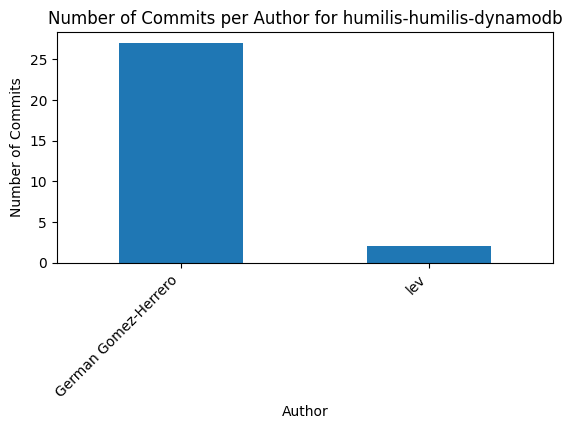 Number of Commits per Author for humilis-humilis-dynamodb
Number of Commits
25
20
15
10
5
0
German Gomez-Herrero
lev
Author